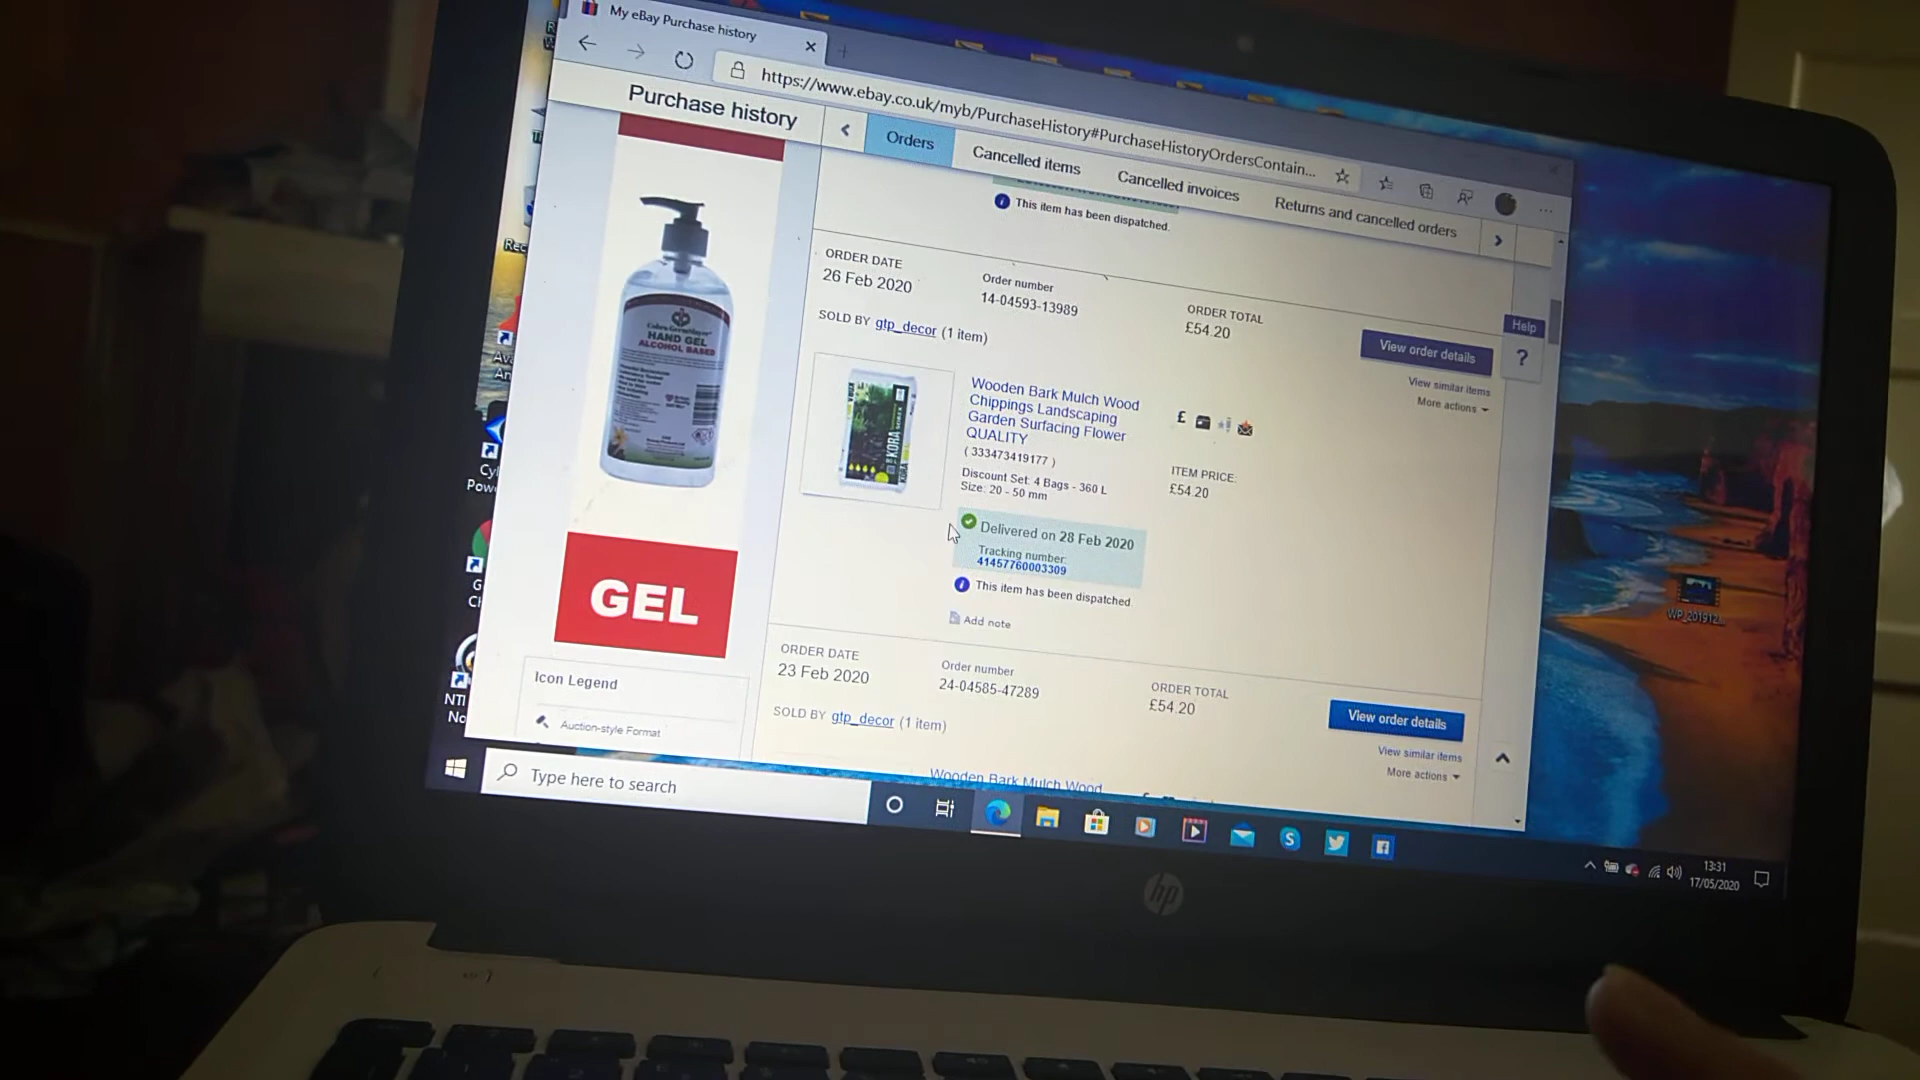 My eBay Purchase history
https://www.ebay.co.uk/myb/PurchaseHistory#PurchaseHistoryOrdersContain...
Purchase history
Orders
Cancelled items
Cancelled invoices
Returns and cancelled orders
This item has been dispatched.
ORDER DATE
26 Feb 2020
Order number
14-04593-13989
ORDER TOTAL
£54.20
View order details
Help
?
View similar items
More actions
SOLD BY gtp_decor (1 item)
HAND GEL
ALCOHOL BASED
KORA
Wooden Bark Mulch Wood
Chippings Landscaping
Garden Surfacing Flower
QUALITY
( 333473419177 )
Discount Set: 4 Bags - 360 L
Size: 20 - 50 mm
£
ITEM PRICE:
£54.20
Delivered on 28 Feb 2020
Tracking number:
41457760003309
This item has been dispatched
Add note
GEL
Icon Legend
Auction-style Format
ORDER DATE
23 Feb 2020
Order number
24-04585-47289
ORDER TOTAL
£54.20
View order details
View similar items
More actions
SOLD BY gtp_decor (1 item)
Wooden Bark Mulch Wood
Type here to search
13:31
17/05/2020
hp